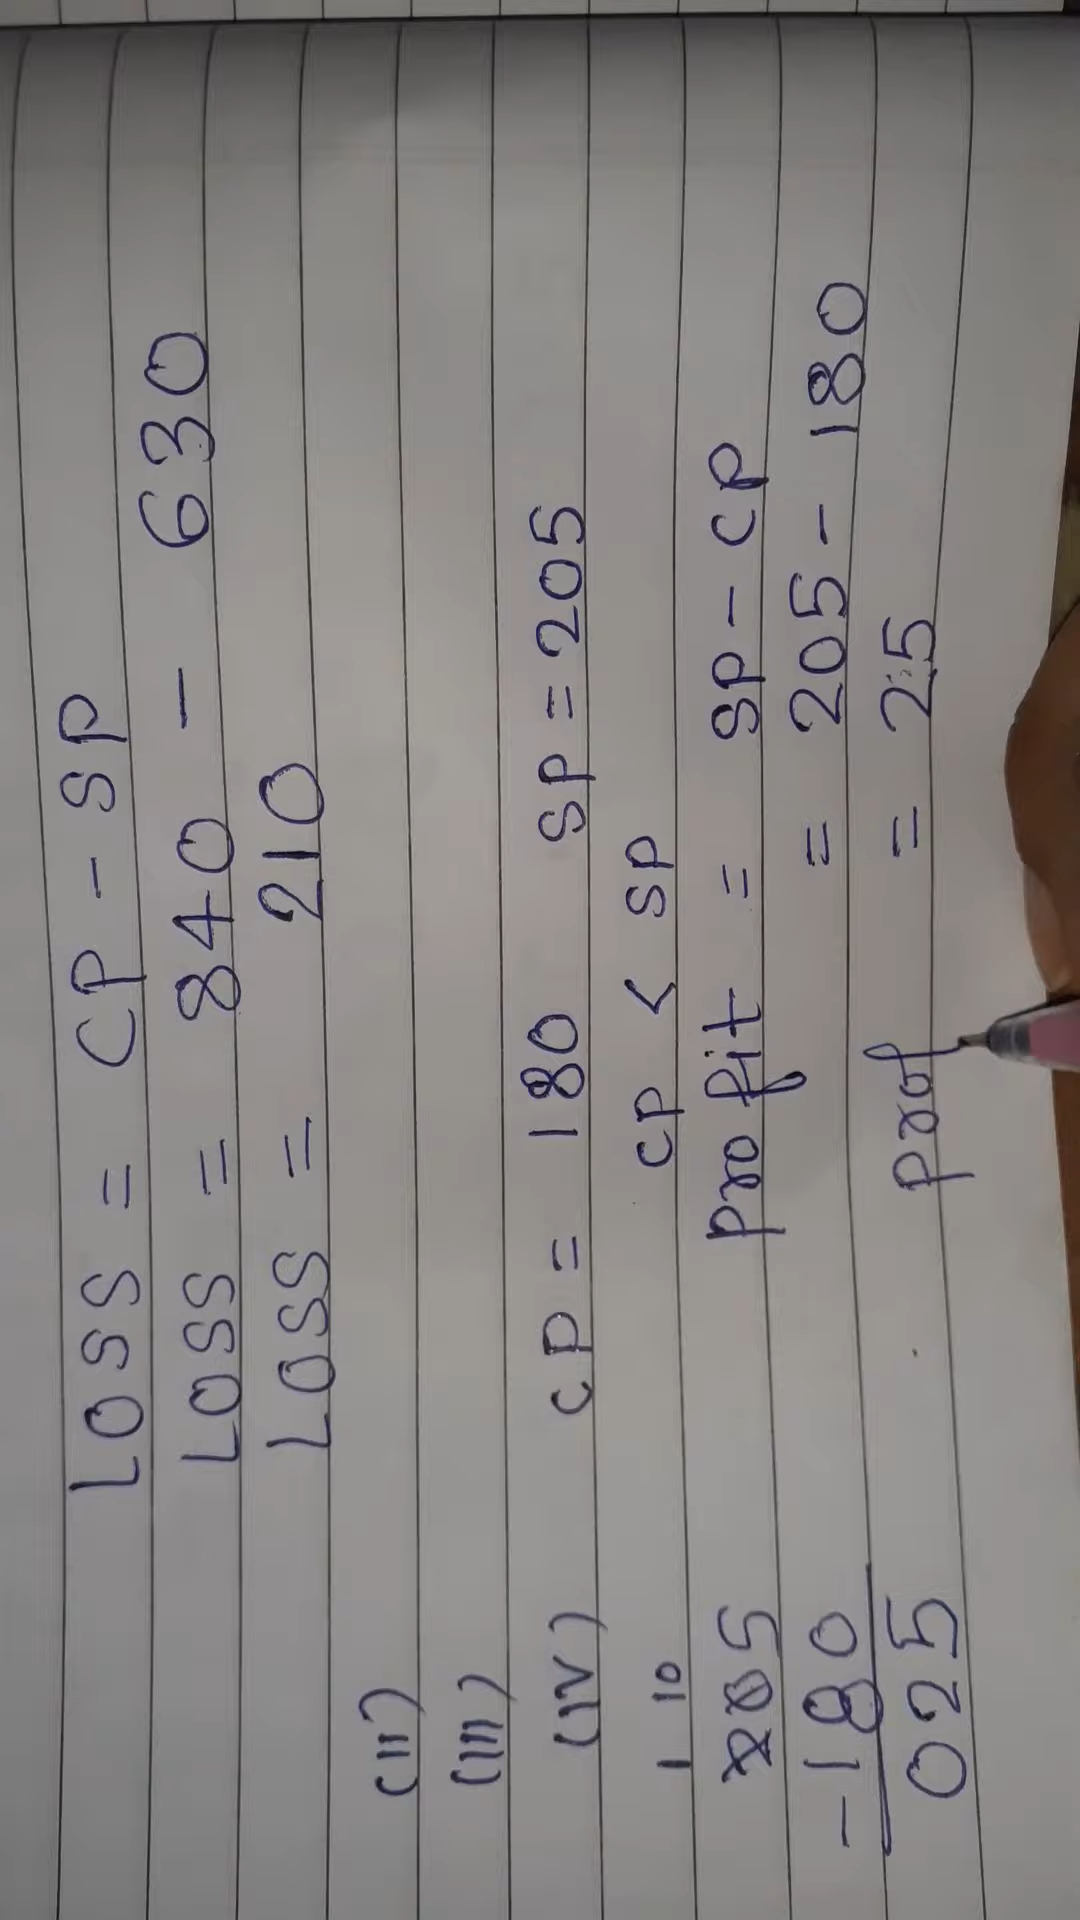 LOSS = CP - SP
LOSS = 840 - 630
LOSS = 210
(II)
(III)
(IV) CP = 180 SP = 205
1 10 CP < SP
205 profit = SP - CP
-180 = 205 - 180
025 prof = 25